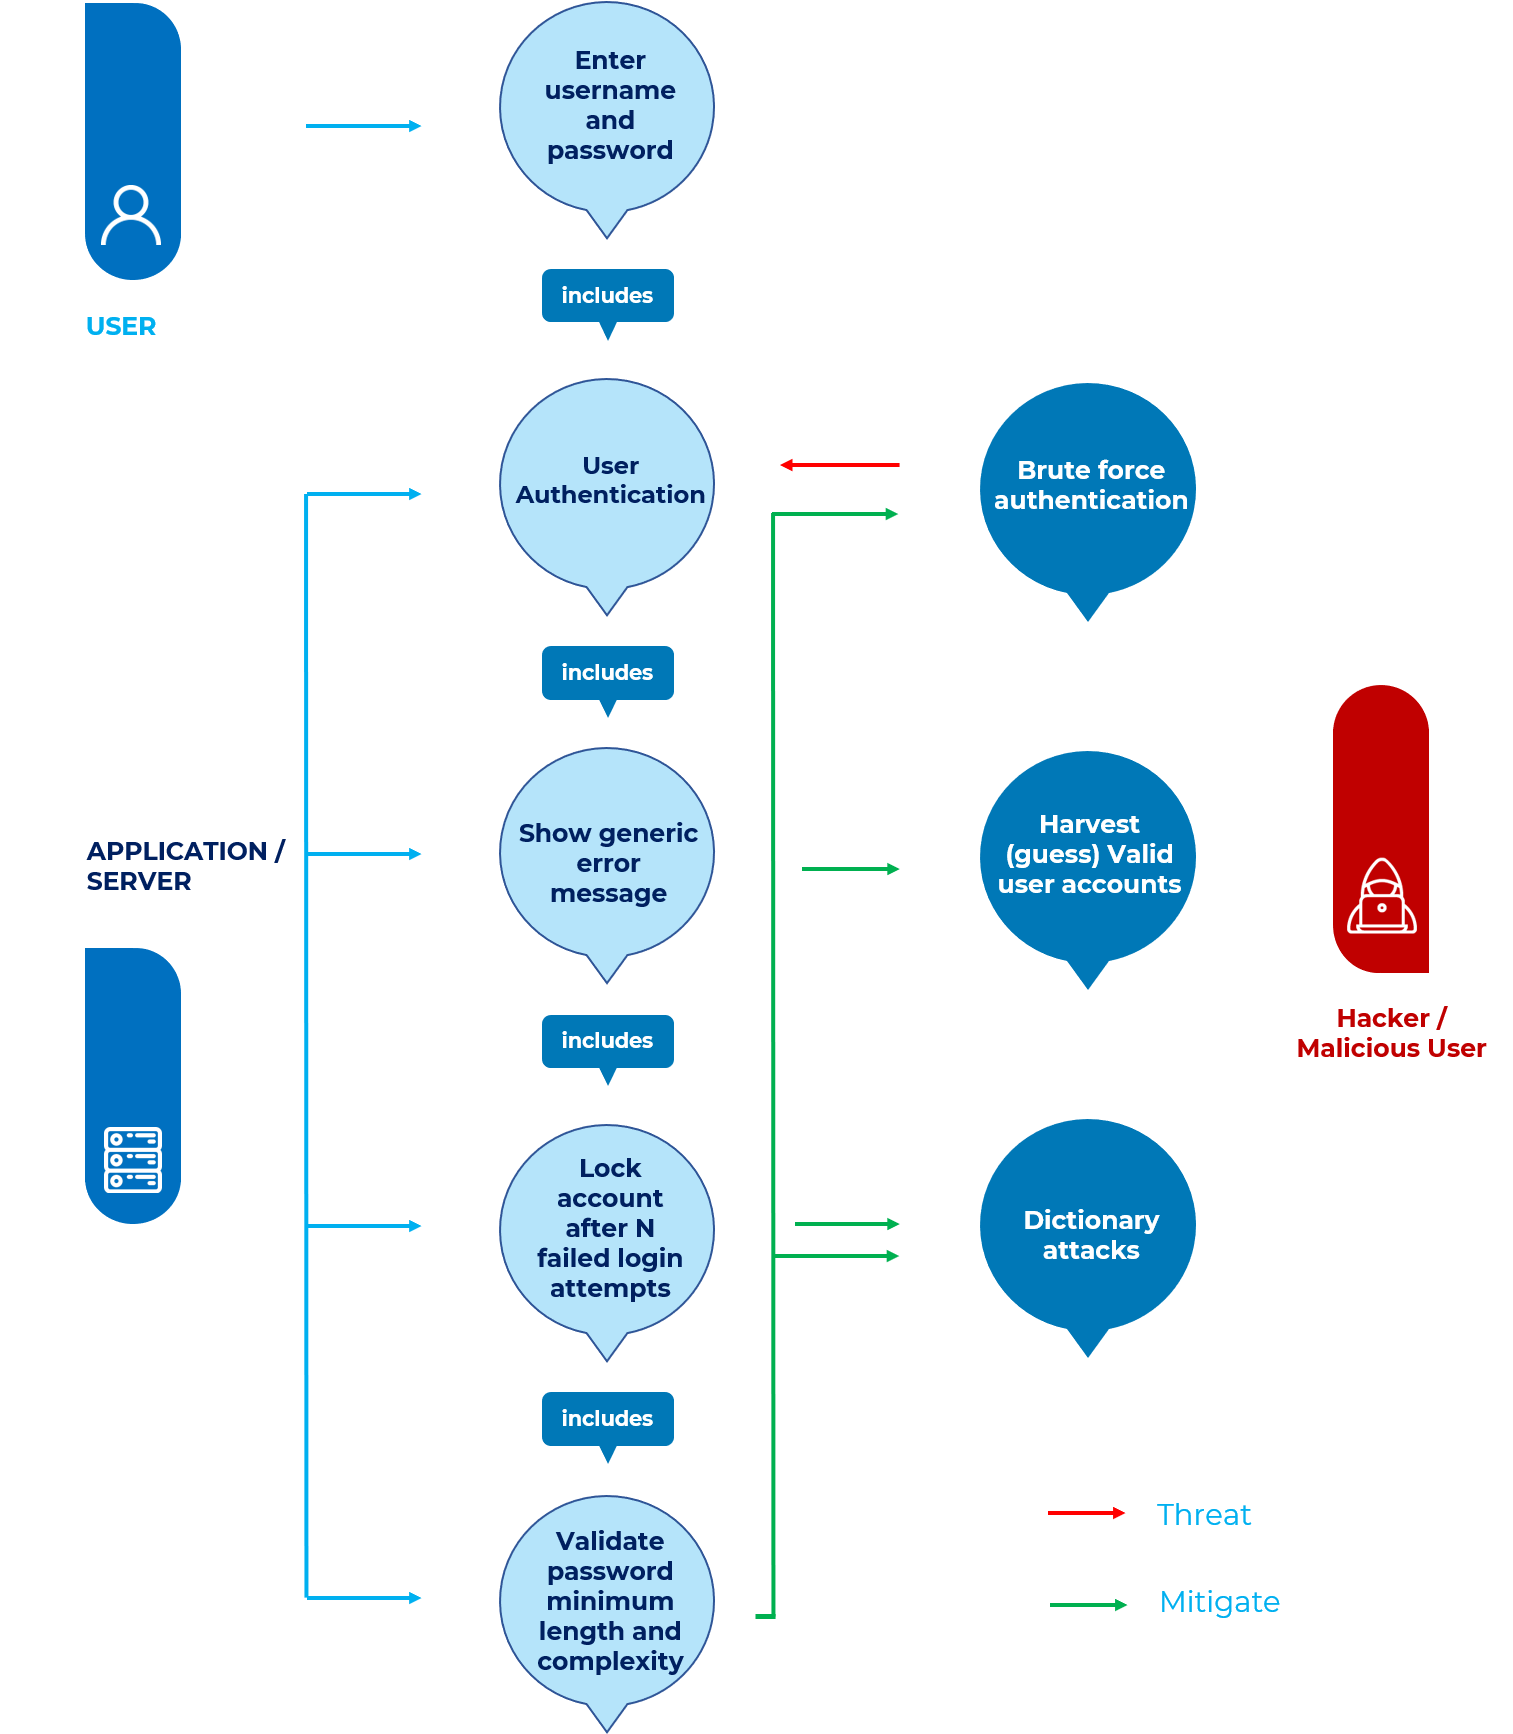 Enter
username
and
password
includes
USER
User
Authentication
Brute force
authentication
includes
Show generic
error
message
Harvest
(guess) Valid
user accounts
APPLICATION /
SERVER
Hacker /
Malicious User
includes
Lock
account
after N
failed login
attempts
Dictionary
attacks
includes
Validate
password
minimum
length and
complexity
Threat
Mitigate